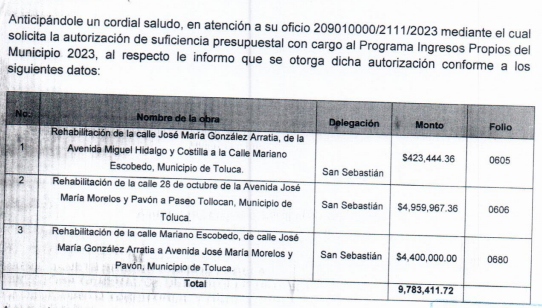 Anticipándole un cordial saludo, en atención a su oficio 209010000/2111/2023 mediante el cual
solicita la autorización de suficiencia presupuestal con cargo al Programa Ingresos Propios del
Municipio 2023, al respecto le informo que se otorga dicha autorización conforme a los
siguientes datos:
No. Nombre de la obra Delegación Monto Folio
Rehabilitación de la calle José María González Arratia, de la
1 Avenida Miguel Hidalgo y Costilla a la Calle Mariano $423,444.36 0605
Escobedo, Municipio de Toluca. San Sebastián
2 Rehabilitación de la calle 28 de octubre de la Avenida José
María Morelos y Pavón a Paseo Tollocan, Municipio de San Sebastián $4,959,967.36 0606
Toluca.
3 Rehabilitación de la calle Mariano Escobedo, de calle José
María González Arratia a Avenida José María Morelos y San Sebastián $4,400,000.00 0680
Pavón, Municipio de Toluca.
Total 9,783,411.72